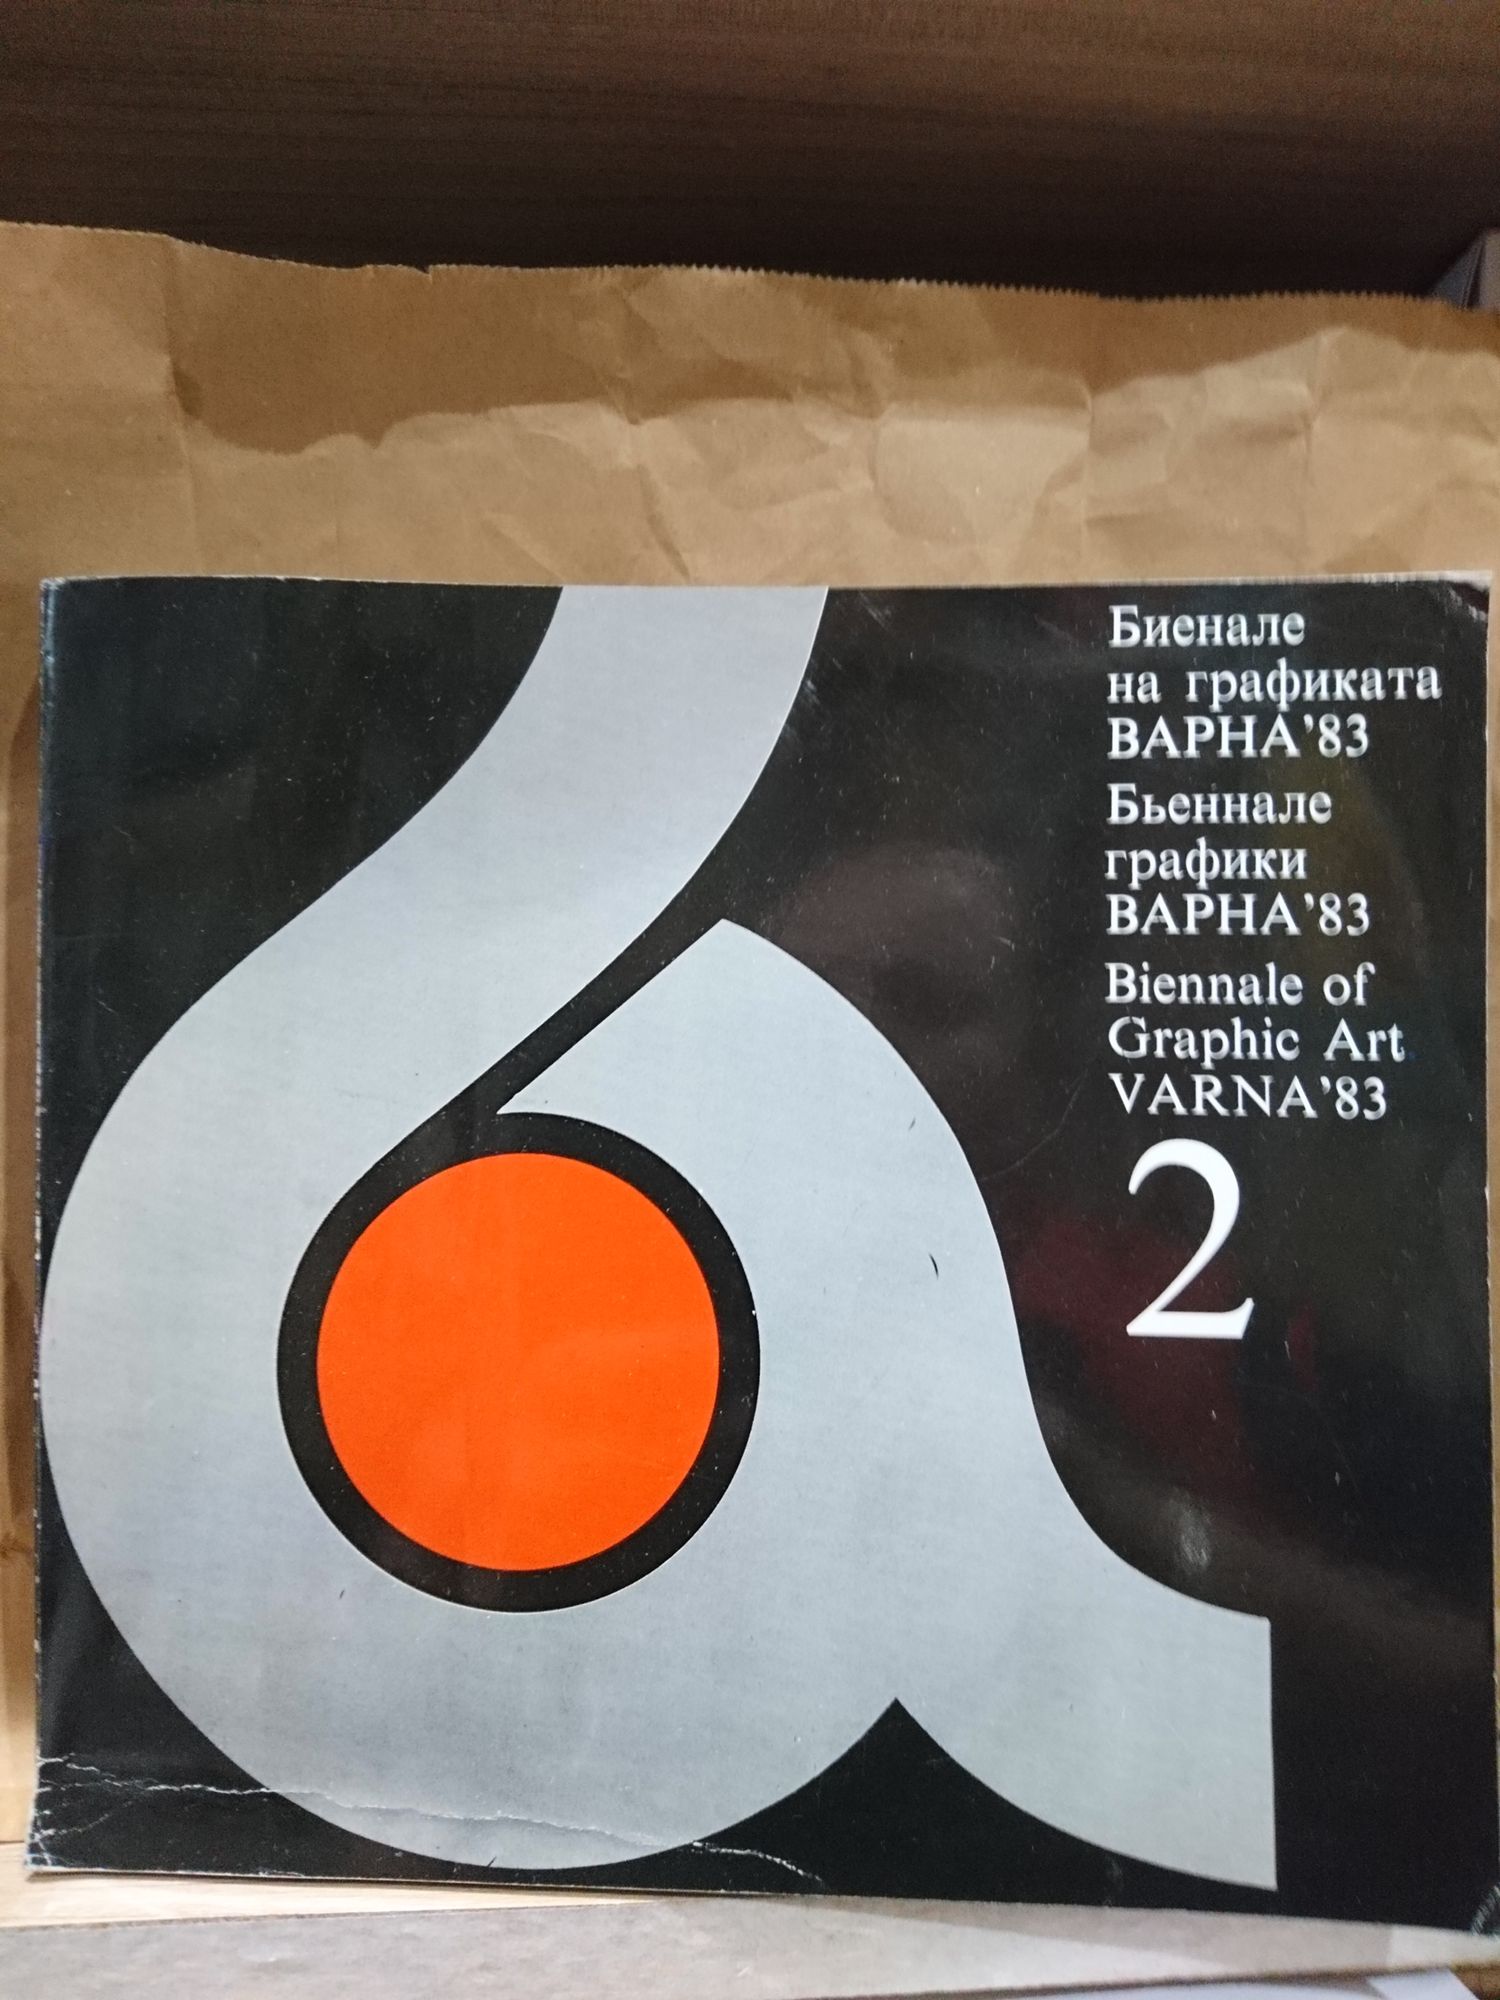 Биенале
на графиката
ВАРНА'83
Бьеннале
графики
ВАРНА'83
Biennale of
Graphic Art
VARNA'83
2